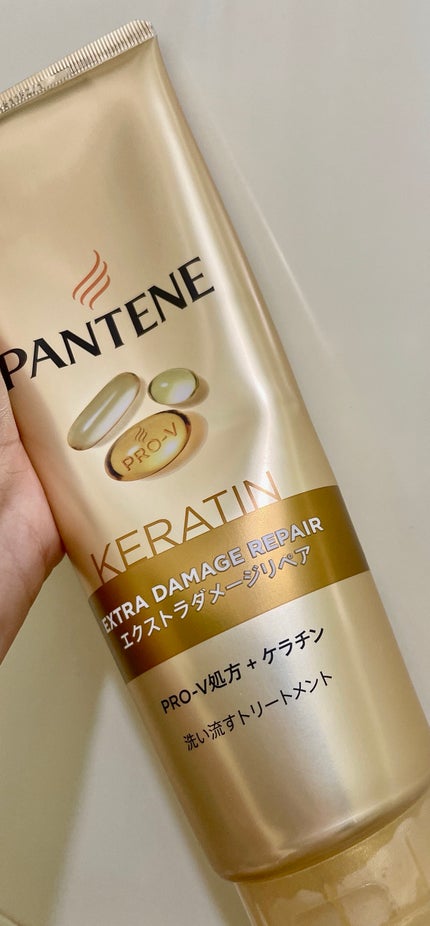 PANTENE
PRO-V
KERATIN
EXTRA DAMAGE REPAIR
エクストラダメージリペア
PRO-V処方 + ケラチン
洗い流すトリートメント